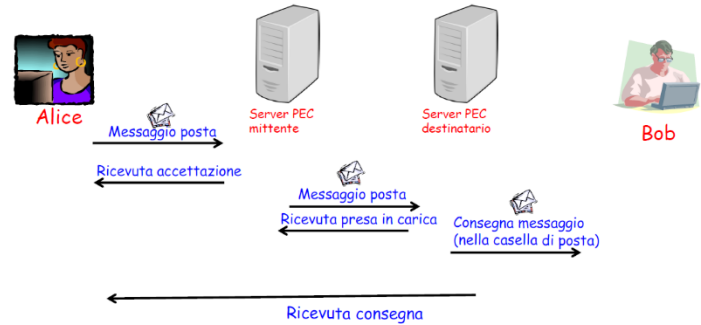 Alice
Server PEC
mittente
Server PEC
destinatario
Bob
Messaggio posta
Ricevuta accettazione
Messaggio posta
Ricevuta presa in carica
Consegna messaggio
(nella casella di posta)
Ricevuta consegna